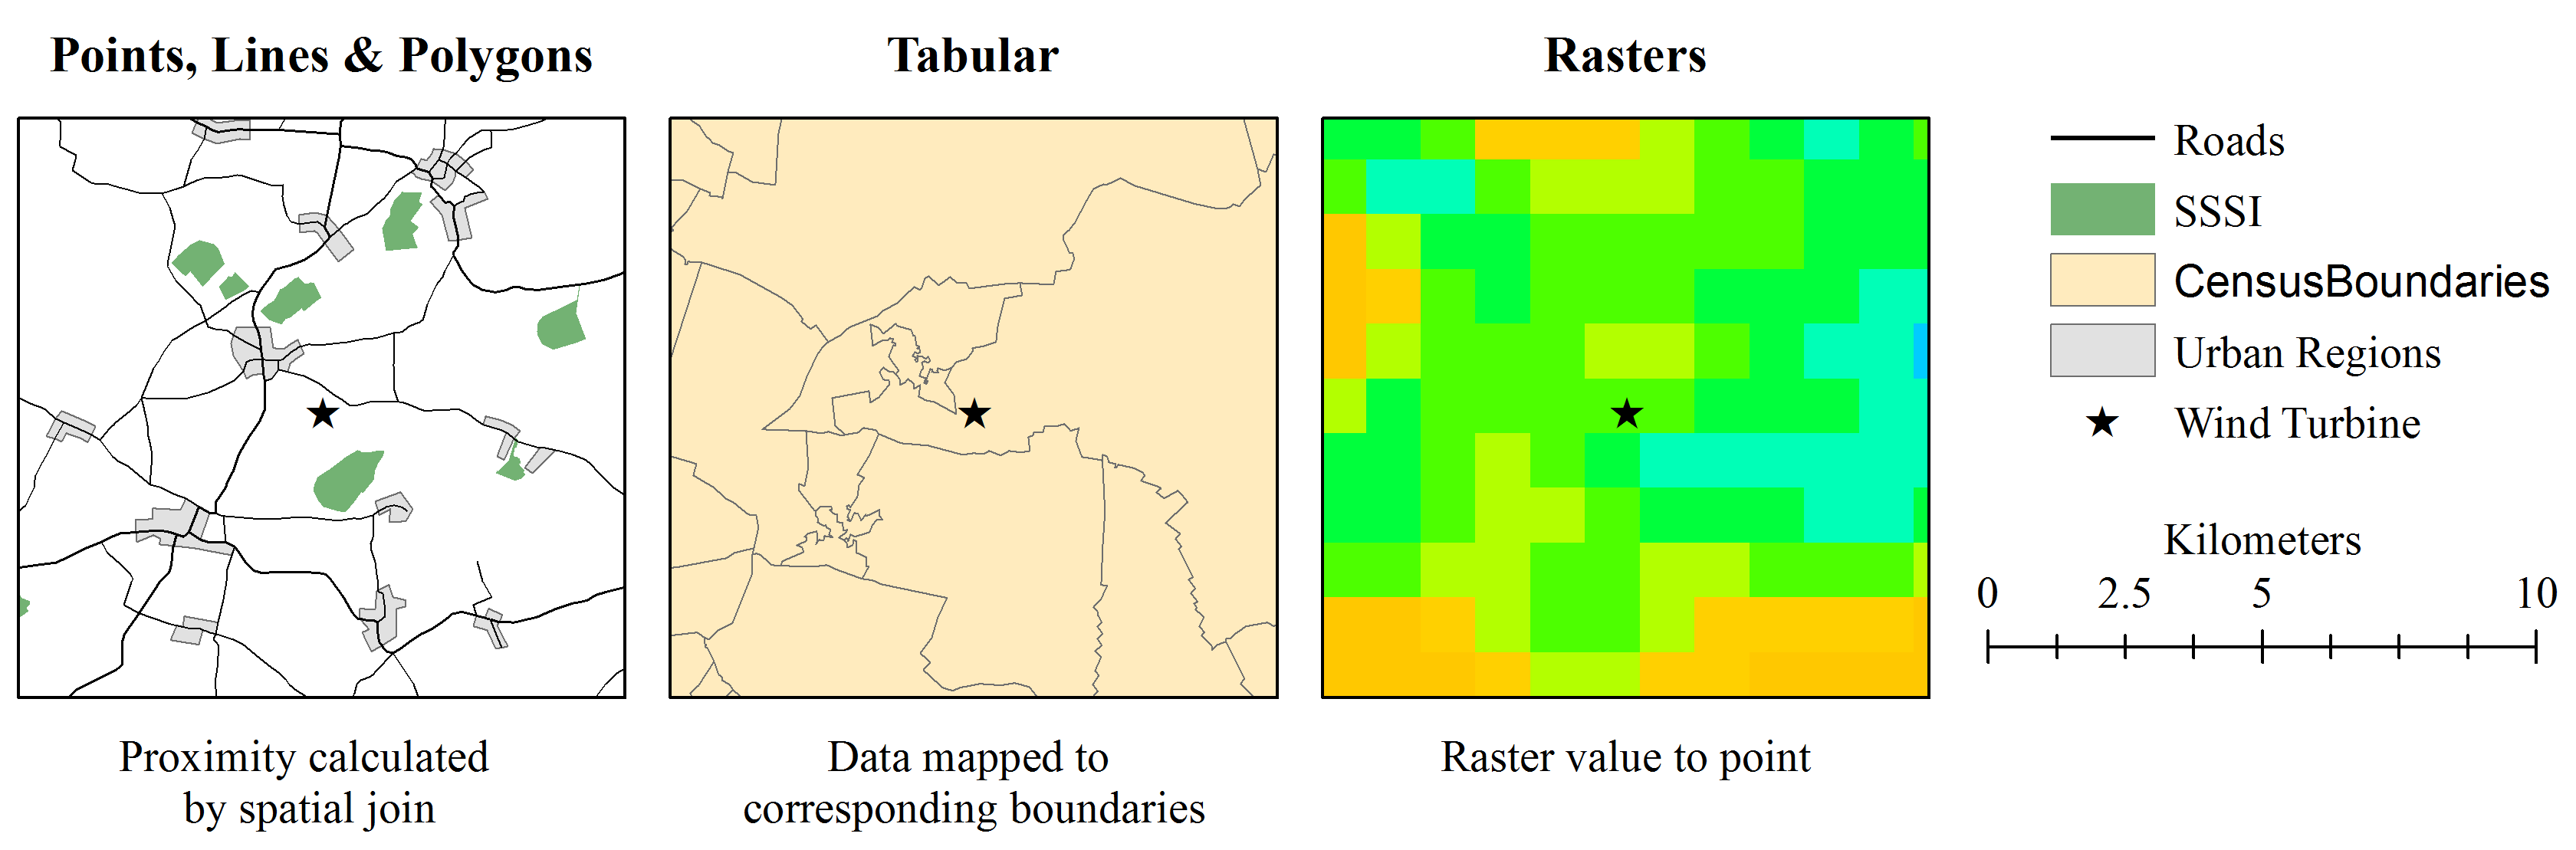 Points, Lines & Polygons
Tabular
Rasters
Proximity calculated
by spatial join
Data mapped to
corresponding boundaries
Raster value to point
Roads
SSSI
CensusBoundaries
Urban Regions
Wind Turbine
Kilometers
0 2.5 5 10